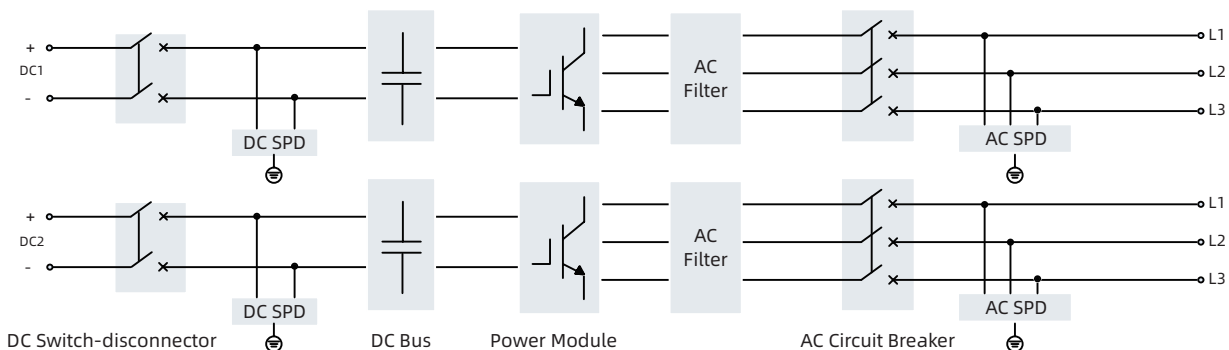 L1
+
DC1
AC
Filter
L2
-
L3
DC SPD
AC SPD
L1
+
DC2
AC
Filter
L2
-
L3
DC SPD
AC SPD
DC Switch-disconnector
DC Bus
Power Module
AC Circuit Breaker